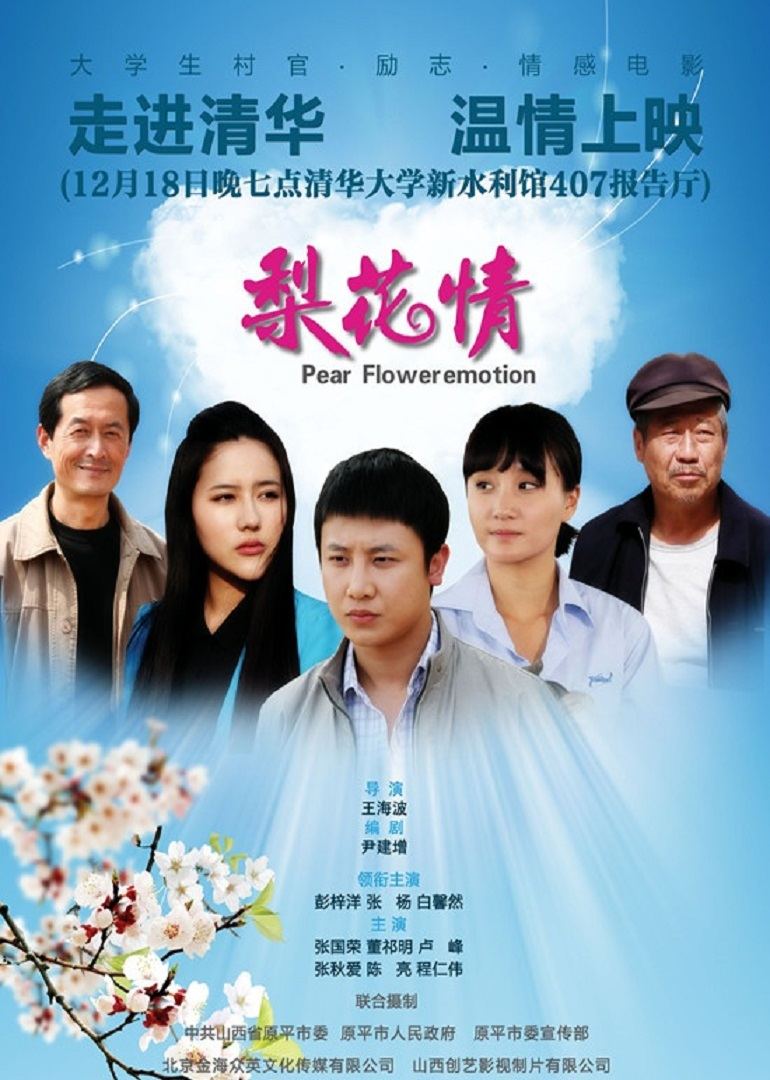 大学生村官·励志·情感电影
走进清华 温情上映
(12月18日晚七点清华大学新水利馆407报告厅)
梨花情
Pear Floweremotion
导演
王海波
编剧
尹建增
领衔主演
彭梓洋 张 杨 白馨然
主演
张国荣 董祁明 卢 峰
张秋爱 陈 亮 程仁伟
联合摄制
中共山西省原平市委 原平市人民政府 原平市委宣传部
北京金海众英文化传媒有限公司 山西创艺影视制片有限公司